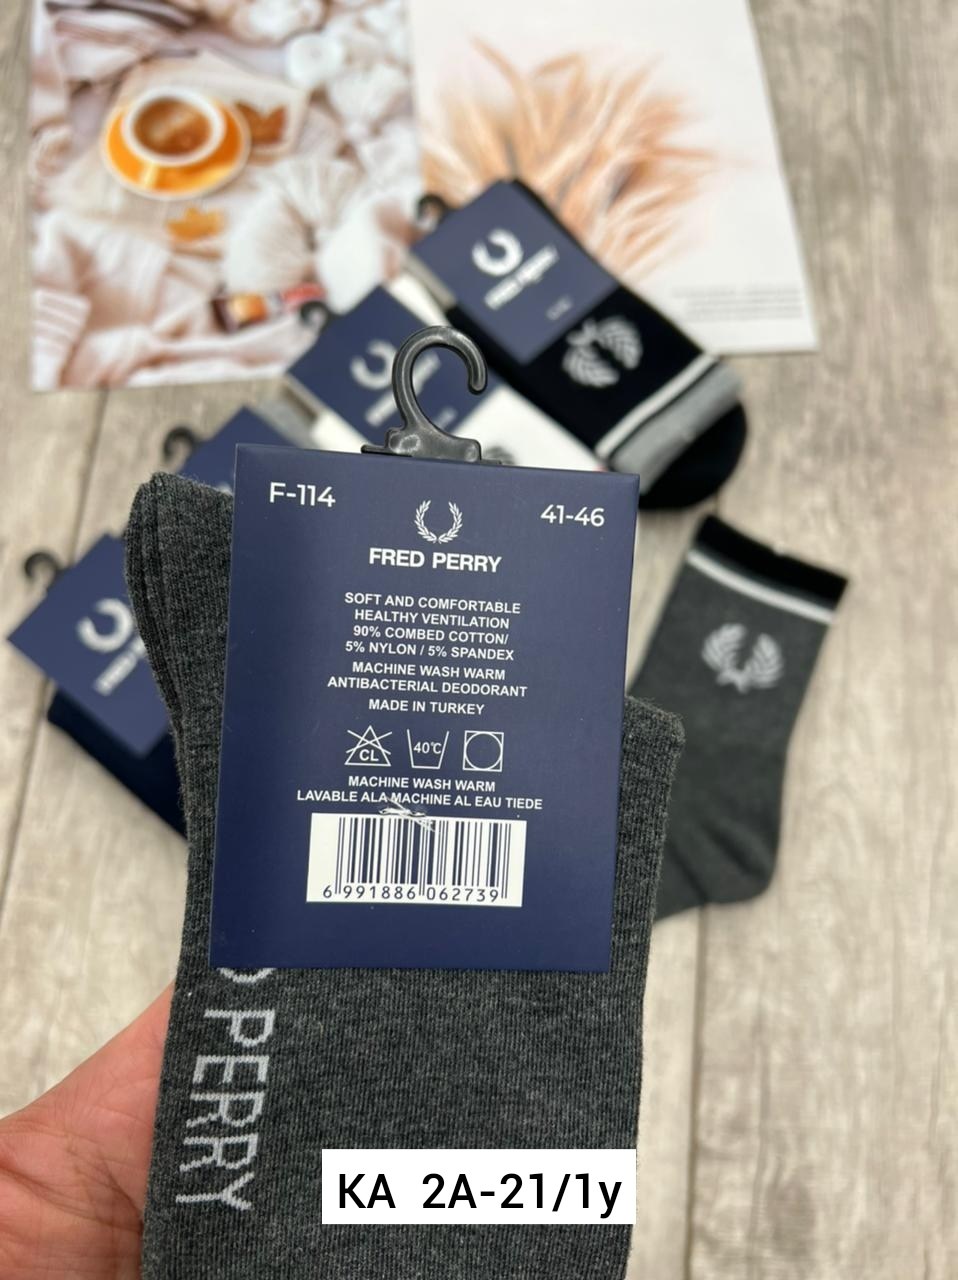 F-114
41-46
FRED PERRY
SOFT AND COMFORTABLE
HEALTHY VENTILATION
90% COMBED COTTON/
5% NYLON / 5% SPANDEX
MACHINE WASH WARM
ANTIBACTERIAL DEODORANT
MADE IN TURKEY
CL
40°C
MACHINE WASH WARM
LAVABLE ALA MACHINE AL EAU TIEDE
6 991886 062739
PERRY
KA 2A-21/1y